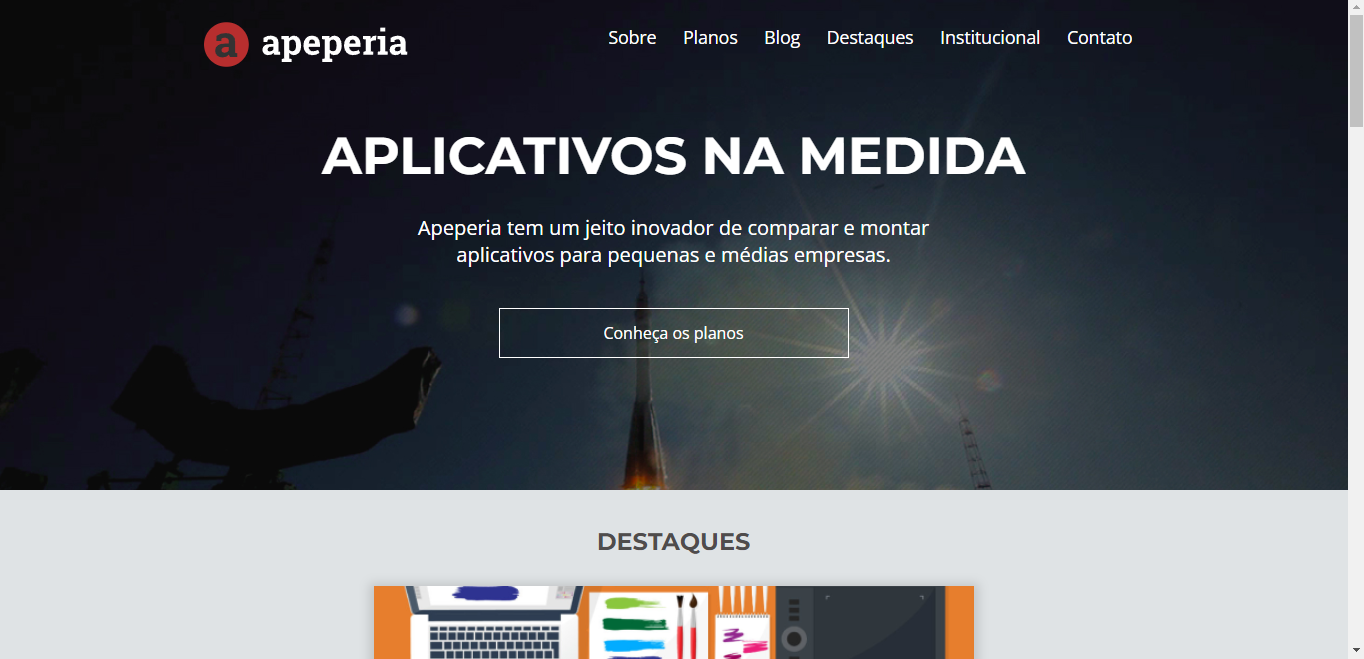 a apeperia
Sobre Planos Blog Destaques Institucional Contato
APLICATIVOS NA MEDIDA
Apeperia tem um jeito inovador de comparar e montar
aplicativos para pequenas e médias empresas.
Conheça os planos
DESTAQUES